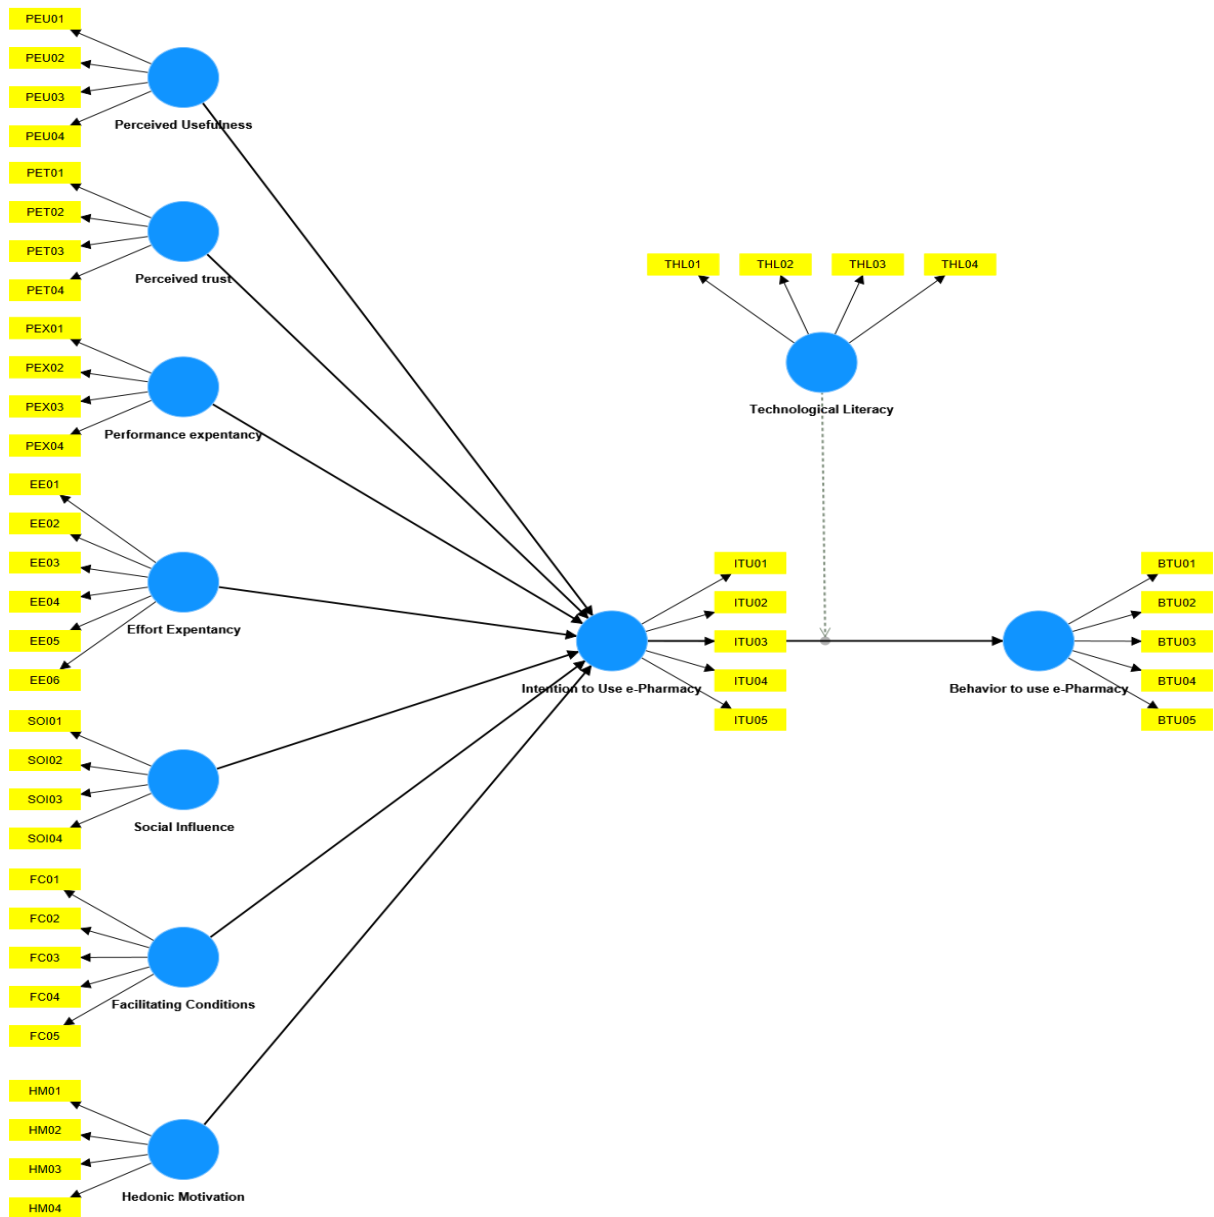 PEU01
PEU02
PEU03
PEU04
Perceived Usefulness
PET01
PET02
PET03
PET04
Perceived trust
PEX01
PEX02
PEX03
PEX04
Performance expentancy
EE01
EE02
EE03
EE04
EE05
EE06
Effort Expentancy
SOI01
SOI02
SOI03
SOI04
Social Influence
FC01
FC02
FC03
FC04
FC05
Facilitating Conditions
HM01
HM02
HM03
HM04
Hedonic Motivation
THL01
THL02
THL03
THL04
Technological Literacy
ITU01
ITU02
ITU03
ITU04
ITU05
Intention to Use e-Pharmacy
BTU01
BTU02
BTU03
BTU04
BTU05
Behavior to use e-Pharmacy